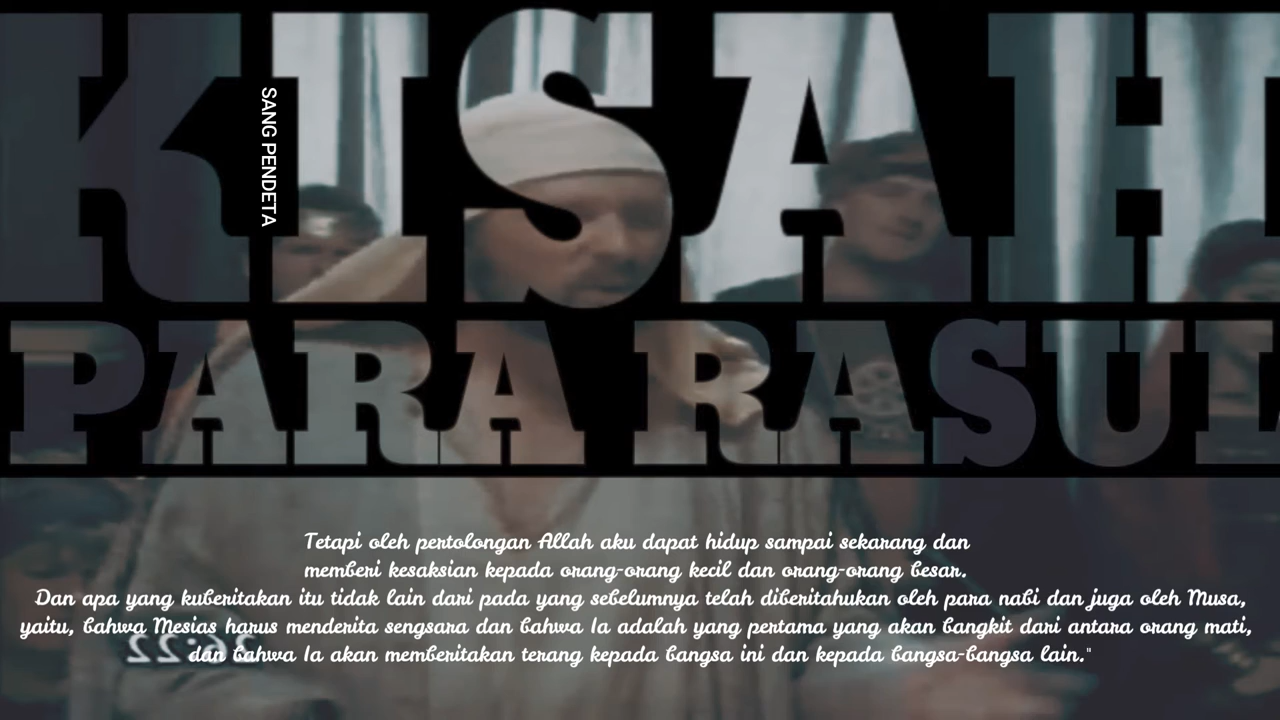 KISAH
SANG PENDETA
PARA RASUL
Tetapi oleh pertolongan Allah aku dapat hidup sampai sekarang dan
memberi kesaksian kepada orang-orang kecil dan orang-orang besar.
Dan apa yang kuberitakan itu tidak lain dari pada yang sebelumnya telah diberitahukan oleh para nabi dan juga oleh Musa,
yaitu, bahwa Mesias harus menderita sengsara dan bahwa Ia adalah yang pertama yang akan bangkit dari antara orang mati,
dan bahwa Ia akan memberitakan terang kepada bangsa ini dan kepada bangsa-bangsa lain."